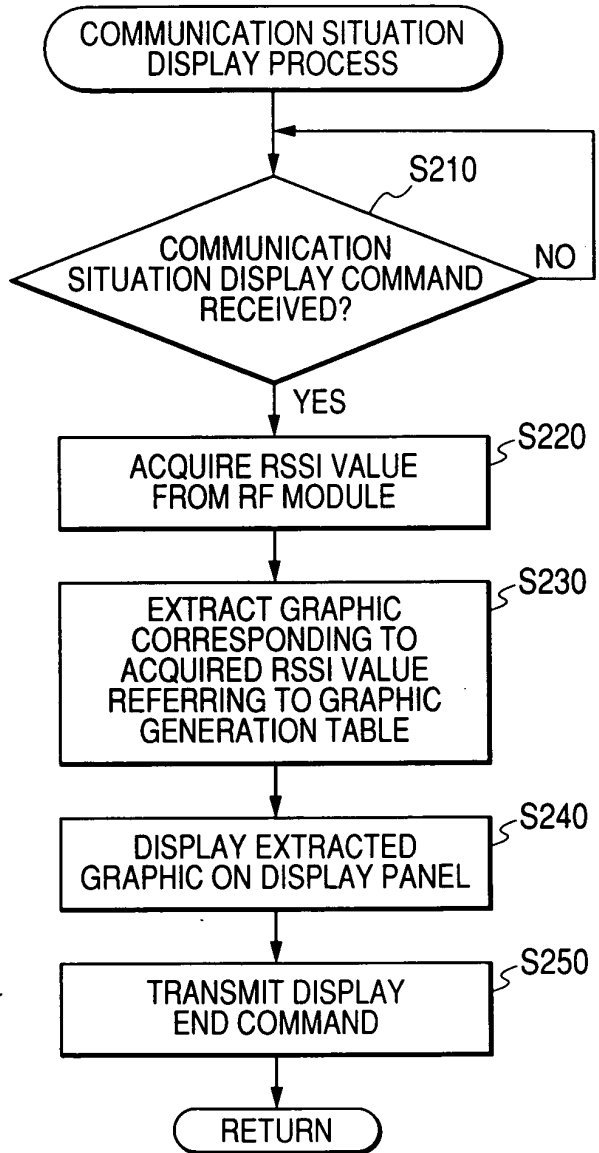 COMMUNICATION SITUATION
DISPLAY PROCESS
S210
COMMUNICATION
SITUATION DISPLAY COMMAND
RECEIVED?
NO
YES
S220
ACQUIRE RSSI VALUE
FROM RF MODULE
S230
EXTRACT GRAPHIC
CORRESPONDING TO
ACQUIRED RSSI VALUE
REFERRING TO GRAPHIC
GENERATION TABLE
S240
DISPLAY EXTRACTED
GRAPHIC ON DISPLAY PANEL
S250
TRANSMIT DISPLAY
END COMMAND
RETURN